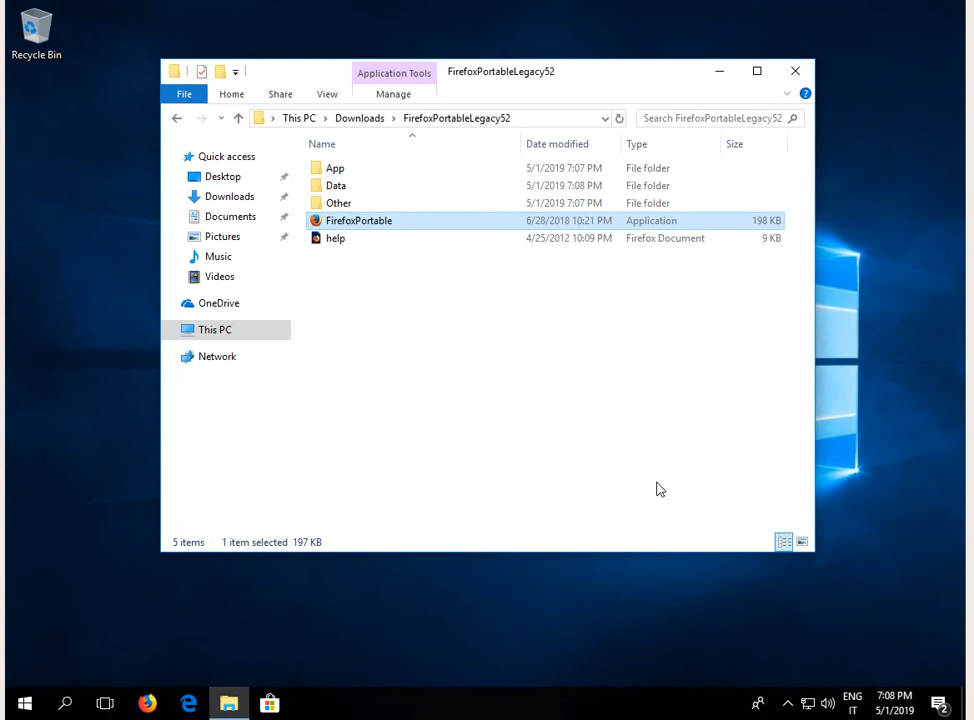 Recycle Bin
Application Tools
FirefoxPortableLegacy52
File
Home
Share
View
Manage
This PC
Downloads
FirefoxPortableLegacy52
Search FirefoxPortableLegacy52
Name
Date modified
Type
Size
Quick access
Desktop
Downloads
Documents
Pictures
Music
Videos
OneDrive
This PC
Network
App 5/1/2019 7:07 PM File folder
Data 5/1/2019 7:08 PM File folder
Other 5/1/2019 7:07 PM File folder
FirefoxPortable 6/28/2018 10:21 PM Application 198 KB
help 4/25/2012 10:09 PM Firefox Document 9 KB
5 items 1 item selected 197 KB
ENG
IT
7:08 PM
5/1/2019
2